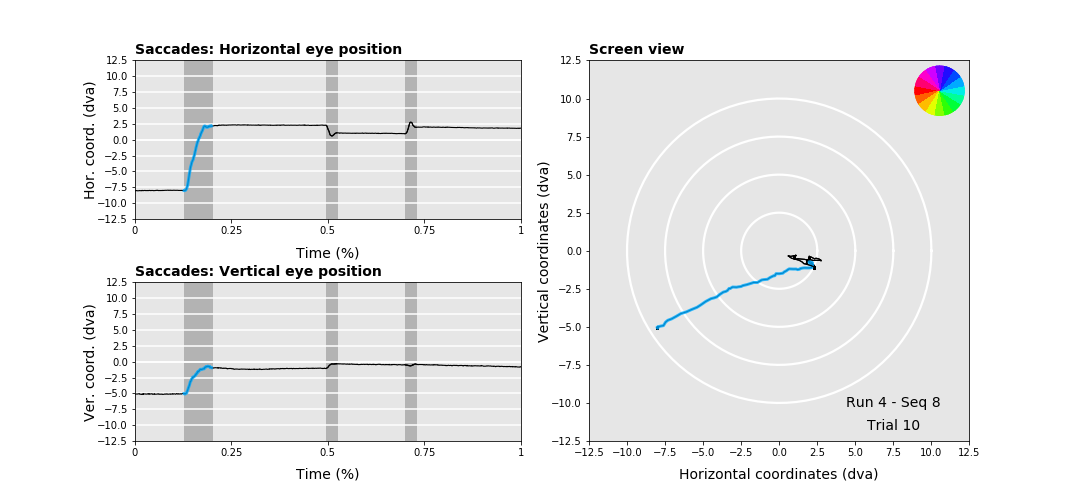 Saccades: Horizontal eye position
Hor. coord. (dva)
12.5
10.0
7.5
5.0
2.5
0.0
−2.5
−5.0
−7.5
−10.0
−12.5
0 0.25 0.5 0.75 1
Time (%)
Saccades: Vertical eye position
Ver. coord. (dva)
12.5
10.0
7.5
5.0
2.5
0.0
−2.5
−5.0
−7.5
−10.0
−12.5
0 0.25 0.5 0.75 1
Time (%)
Screen view
Vertical coordinates (dva)
12.5
10.0
7.5
5.0
2.5
0.0
−2.5
−5.0
−7.5
−10.0
−12.5
Run 4 - Seq 8
Trial 10
−12.5 −10.0 −7.5 −5.0 −2.5 0.0 2.5 5.0 7.5 10.0 12.5
Horizontal coordinates (dva)